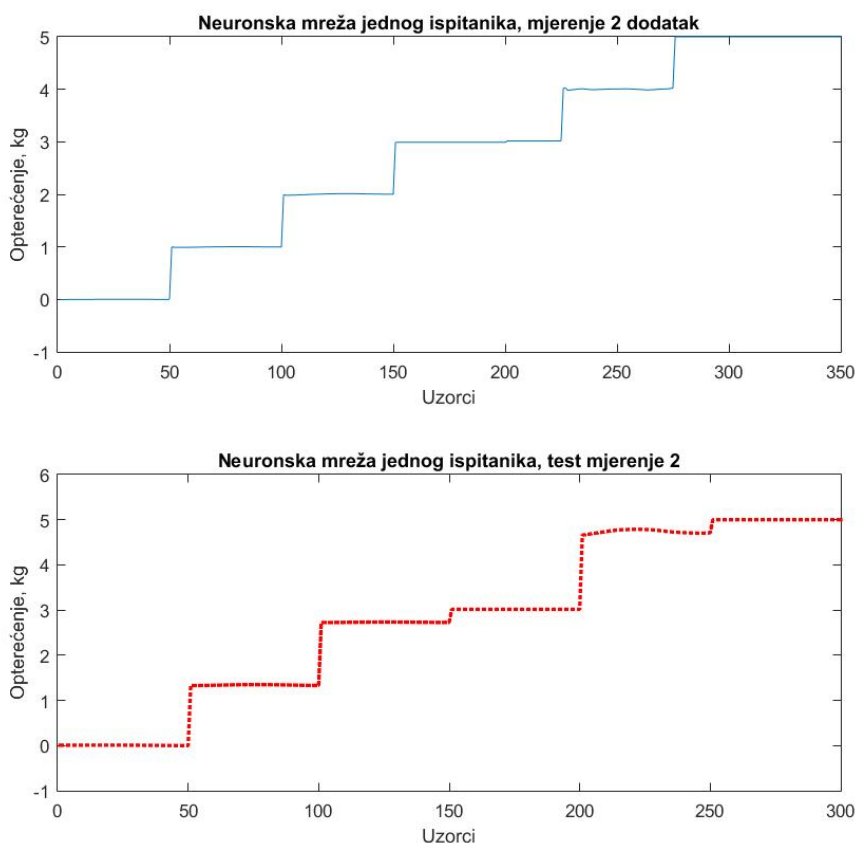 Neuronska mreža jednog ispitanika, mjerenje 2 dodatak
5
4
3
2
1
0
-1
Opterećenje, kg
0 50 100 150 200 250 300 350
Uzorci
Neuronska mreža jednog ispitanika, test mjerenje 2
6
5
4
3
2
1
0
-1
Opterećenje, kg
0 50 100 150 200 250 300
Uzorci